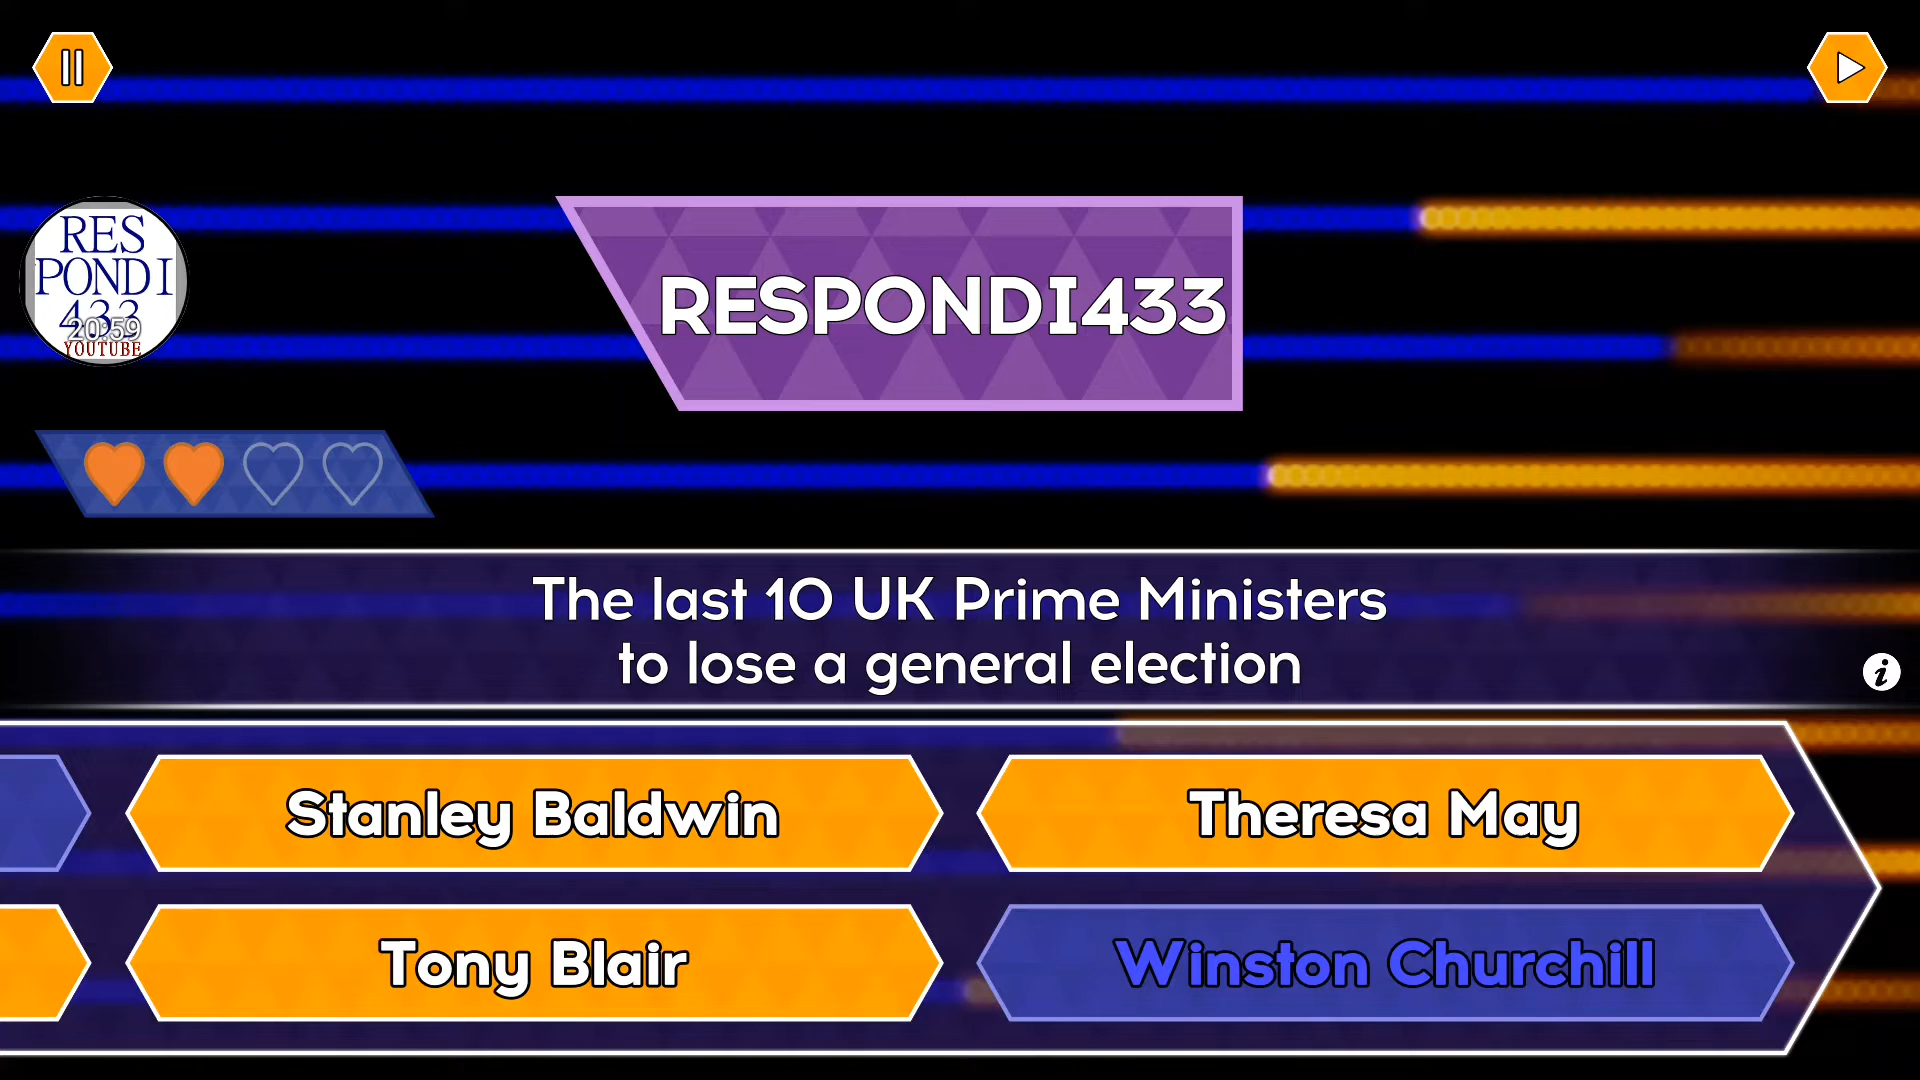 RES
PONDI
433
20:59
YOUTUBE
RESPONDI433
The last 10 UK Prime Ministers
to lose a general election
i
Stanley Baldwin
Theresa May
Tony Blair
Winston Churchill